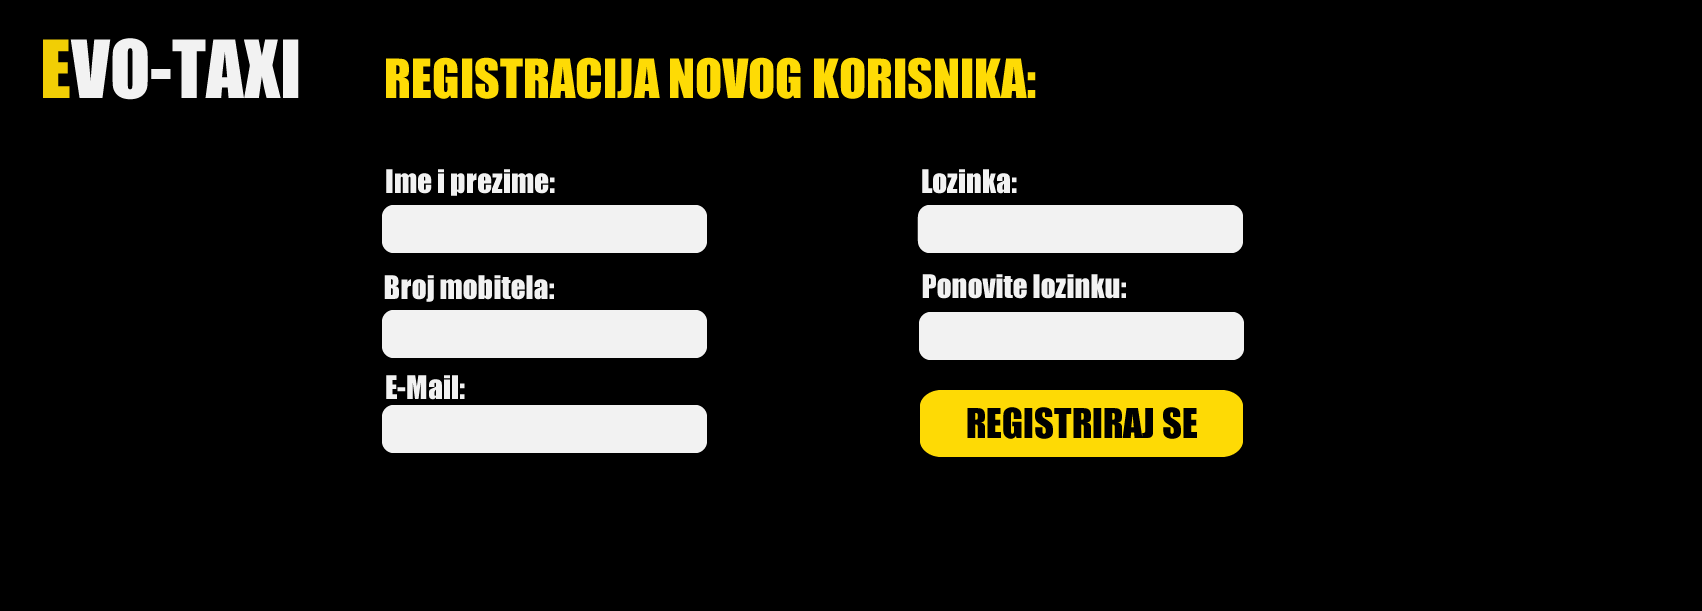 EVO-TAXI
REGISTRACIJA NOVOG KORISNIKA:
Ime i prezime:
Broj mobitela:
E-Mail:
Lozinka:
Ponovite lozinku:
REGISTRIRAJ SE